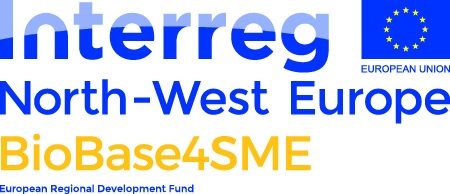 Interreg
EUROPEAN UNION
North-West Europe
BioBase4SME
European Regional Development Fund